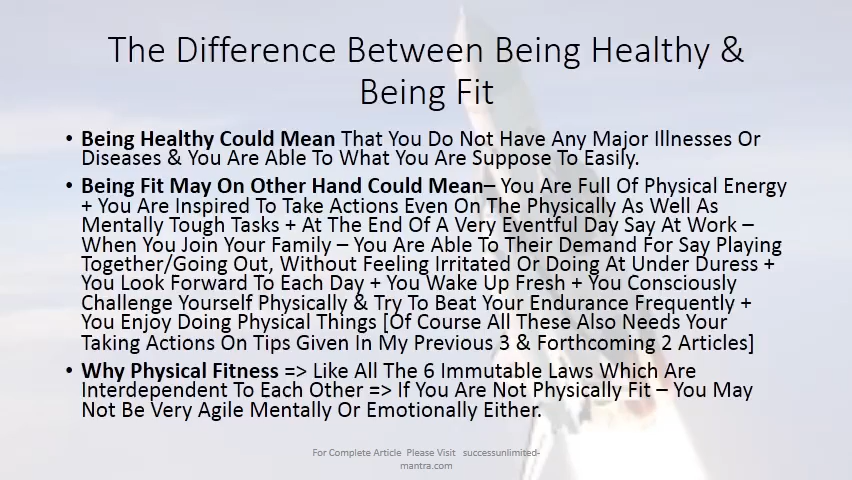 The Difference Between Being Healthy &
Being Fit
• Being Healthy Could Mean That You Do Not Have Any Major Illnesses Or
Diseases & You Are Able To What You Are Suppose To Easily.
• Being Fit May On Other Hand Could Mean– You Are Full Of Physical Energy
+ You Are Inspired To Take Actions Even On The Physically As Well As
Mentally Tough Tasks + At The End Of A Very Eventful Day Say At Work –
When You Join Your Family – You Are Able To Their Demand For Say Playing
Together/Going Out, Without Feeling Irritated Or Doing At Under Duress +
You Look Forward To Each Day + You Wake Up Fresh + You Consciously
Challenge Yourself Physically & Try To Beat Your Endurance Frequently +
You Enjoy Doing Physical Things [Of Course All These Also Needs Your
Taking Actions On Tips Given In My Previous 3 & Forthcoming 2 Articles]
• Why Physical Fitness => Like All The 6 Immutable Laws Which Are
Interdependent To Each Other => If You Are Not Physically Fit – You May
Not Be Very Agile Mentally Or Emotionally Either.
For Complete Article Please Visit successunlimited-
mantra.com